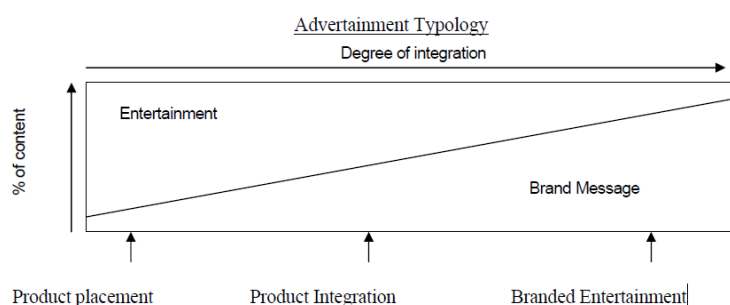 Advertainment Typology
Degree of integration
% of content
Entertainment
Brand Message
Product placement
Product Integration
Branded Entertainment